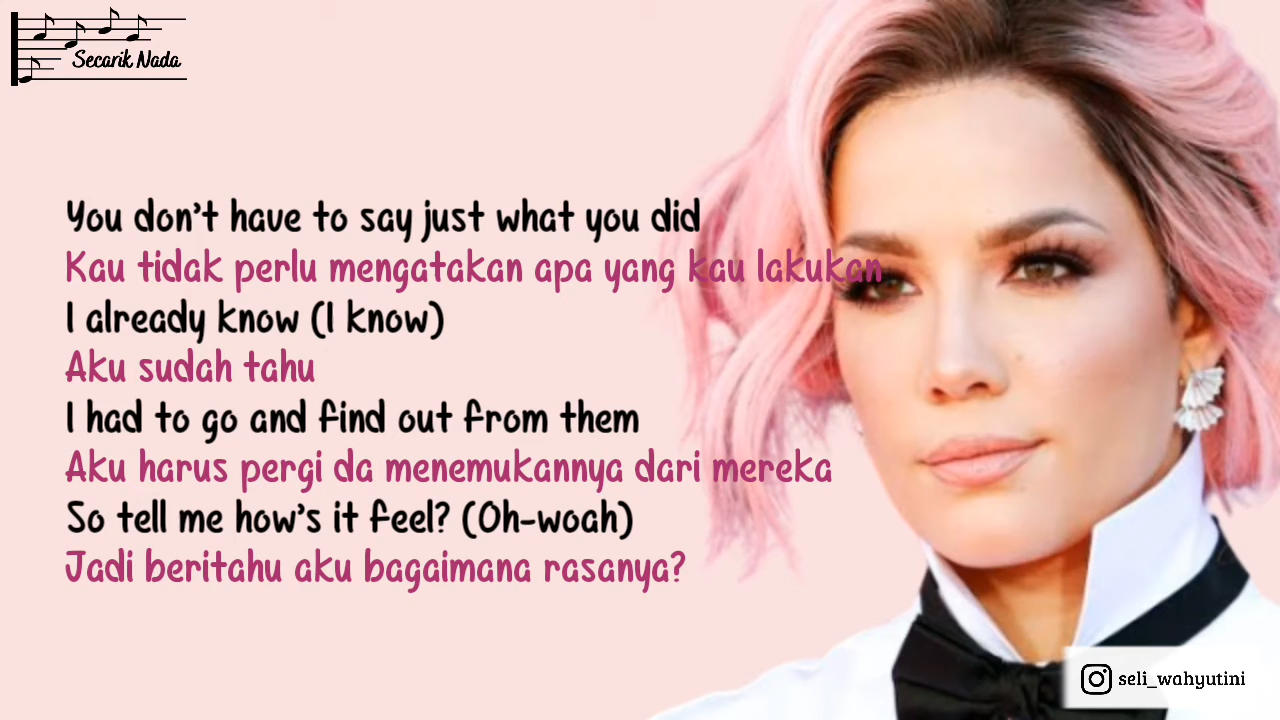 Secarik Nada
You don't have to say just what you did
Kau tidak perlu mengatakan apa yang kau lakukan
I already know (I know)
Aku sudah tahu
I had to go and find out from them
Aku harus pergi da menemukannya dari mereka
So tell me how's it feel? (Oh-woah)
Jadi beritahu aku bagaimana rasanya?
seli_wahyutini